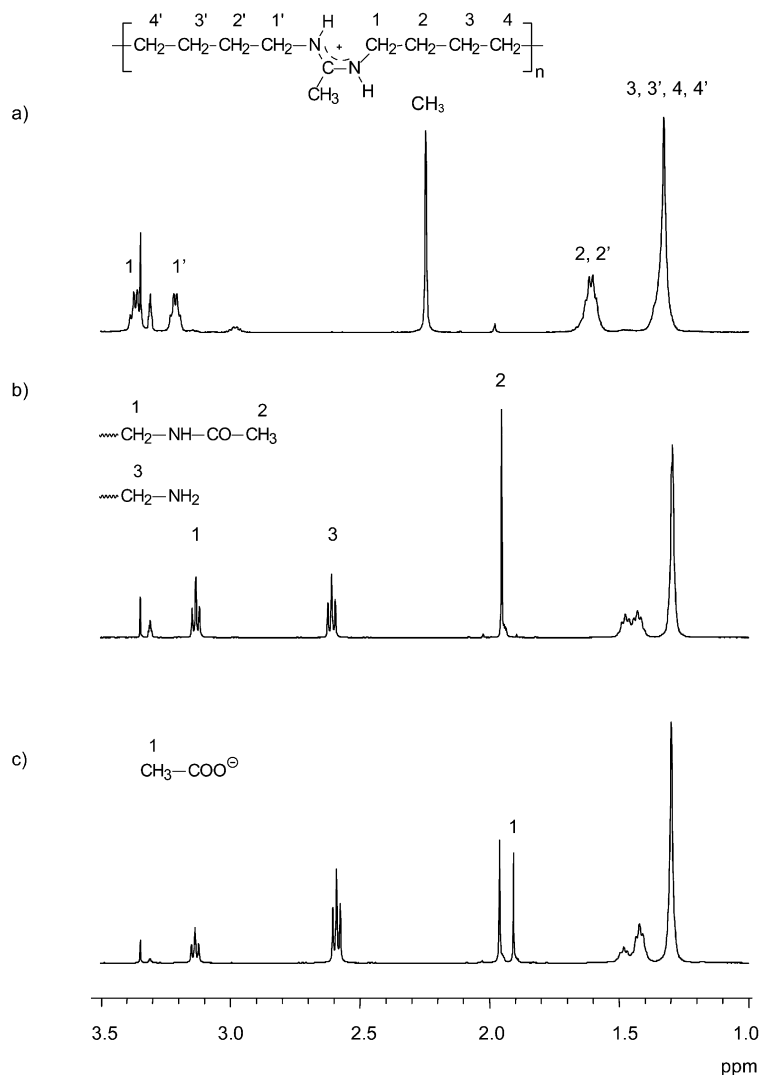 4' 3' 2' 1' 1 2 3 4
H
CH2 CH2 CH2 CH2 N + CH2 CH2 CH2 CH2
C N n
CH3 H
a)
CH3
3, 3’, 4, 4’
1 1’ 2, 2’
b)
1 2
CH2 NH CO CH3
3
CH2 NH2
1 3 2
c)
1
CH3 COO⊖
1
3.5 3.0 2.5 2.0 1.5 1.0
ppm